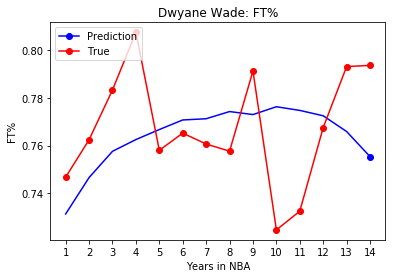 Dwyane Wade: FT%
Prediction
True
FT%
0.80
0.78
0.76
0.74
1 2 3 4 5 6 7 8 9 10 11 12 13 14
Years in NBA